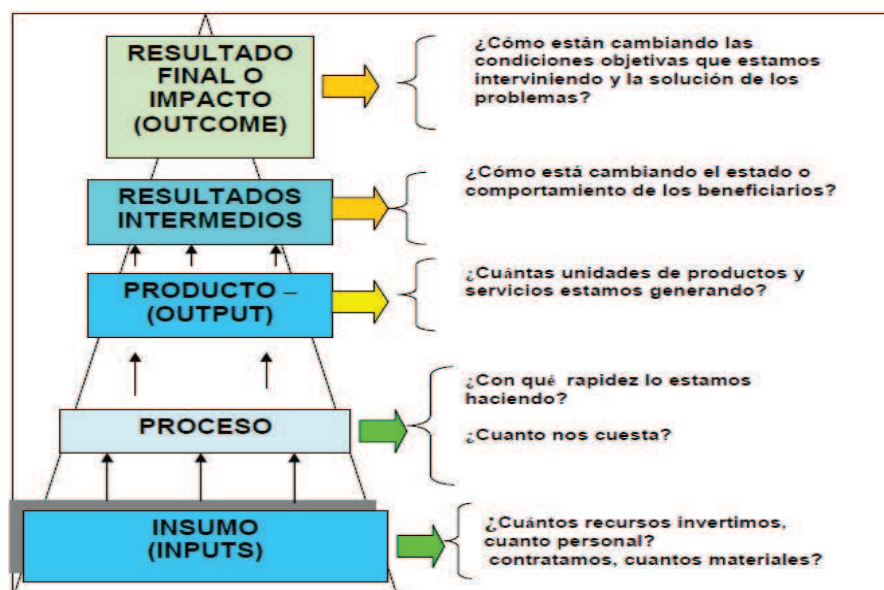 RESULTADO
FINAL O
IMPACTO
(OUTCOME)
¿Cómo están cambiando las
condiciones objetivas que estamos
interviniendo y la solución de los
problemas?
RESULTADOS
INTERMEDIOS
¿Cómo está cambiando el estado o
comportamiento de los beneficiarios?
PRODUCTO –
(OUTPUT)
¿Cuántas unidades de productos y
servicios estamos generando?
PROCESO
¿Con qué rapidez lo estamos
haciendo?
¿Cuanto nos cuesta?
INSUMO
(INPUTS)
¿Cuántos recursos invertimos,
cuanto personal?
contratamos, cuantos materiales?